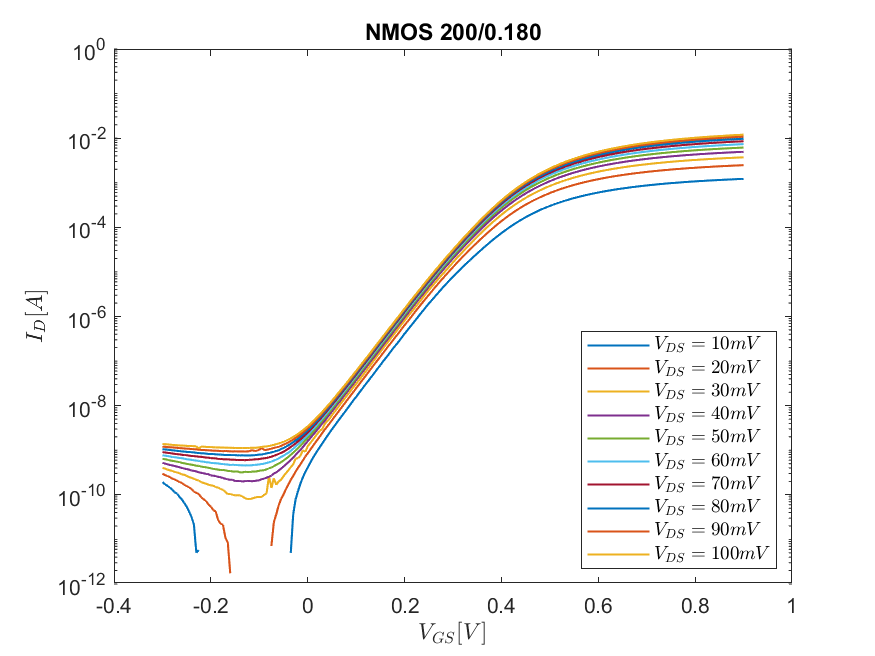 NMOS 200/0.180
10^0
10^-2
10^-4
10^-6
10^-8
10^-10
10^-12
I_D[A]
-0.4 -0.2 0 0.2 0.4 0.6 0.8 1
V_GS[V]
V_DS = 10mV
V_DS = 20mV
V_DS = 30mV
V_DS = 40mV
V_DS = 50mV
V_DS = 60mV
V_DS = 70mV
V_DS = 80mV
V_DS = 90mV
V_DS = 100mV